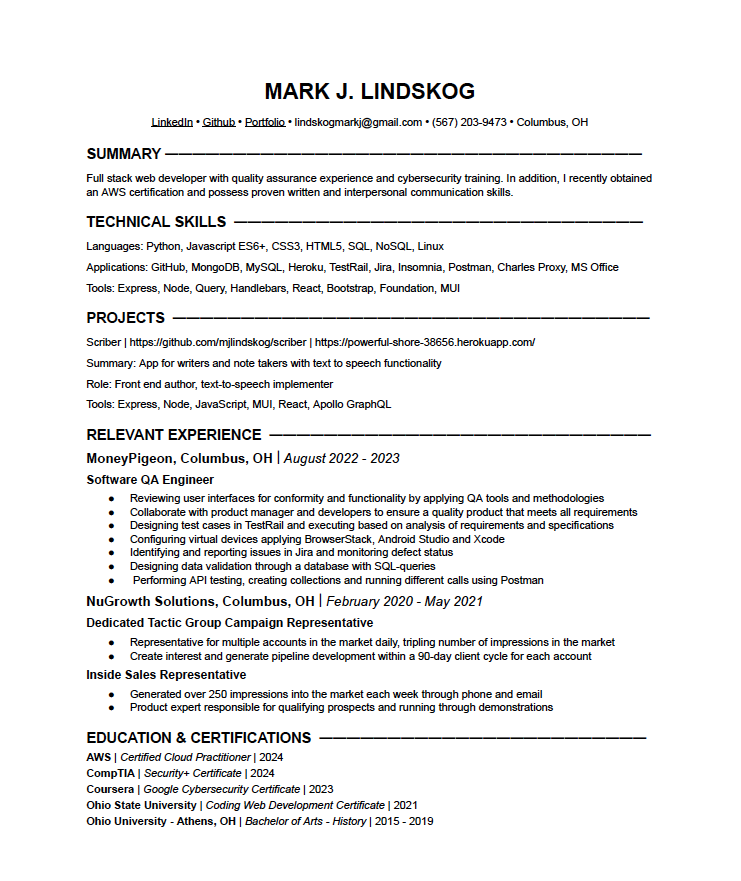 MARK J. LINDSKOG
LinkedIn • Github • Portfolio • lindskogmarkj@gmail.com • (567) 203-9473 • Columbus, OH
SUMMARY
Full stack web developer with quality assurance experience and cybersecurity training. In addition, I recently obtained
an AWS certification and possess proven written and interpersonal communication skills.
TECHNICAL SKILLS
Languages: Python, Javascript ES6+, CSS3, HTML5, SQL, NoSQL, Linux
Applications: GitHub, MongoDB, MySQL, Heroku, TestRail, Jira, Insomnia, Postman, Charles Proxy, MS Office
Tools: Express, Node, Query, Handlebars, React, Bootstrap, Foundation, MUI
PROJECTS
Scriber | https://github.com/mjlindskog/scriber | https://powerful-shore-38656.herokuapp.com/
Summary: App for writers and note takers with text to speech functionality
Role: Front end author, text-to-speech implementer
Tools: Express, Node, JavaScript, MUI, React, Apollo GraphQL
RELEVANT EXPERIENCE
MoneyPigeon, Columbus, OH | August 2022 - 2023
Software QA Engineer
● Reviewing user interfaces for conformity and functionality by applying QA tools and methodologies
● Collaborate with product manager and developers to ensure a quality product that meets all requirements
● Designing test cases in TestRail and executing based on analysis of requirements and specifications
● Configuring virtual devices applying BrowserStack, Android Studio and Xcode
● Identifying and reporting issues in Jira and monitoring defect status
● Designing data validation through a database with SQL-queries
● Performing API testing, creating collections and running different calls using Postman
NuGrowth Solutions, Columbus, OH | February 2020 - May 2021
Dedicated Tactic Group Campaign Representative
● Representative for multiple accounts in the market daily, tripling number of impressions in the market
● Create interest and generate pipeline development within a 90-day client cycle for each account
Inside Sales Representative
● Generated over 250 impressions into the market each week through phone and email
● Product expert responsible for qualifying prospects and running through demonstrations
EDUCATION & CERTIFICATIONS
AWS | Certified Cloud Practitioner | 2024
CompTIA | Security+ Certificate | 2024
Coursera | Google Cybersecurity Certificate | 2023
Ohio State University | Coding Web Development Certificate | 2021
Ohio University - Athens, OH | Bachelor of Arts - History | 2015 - 2019